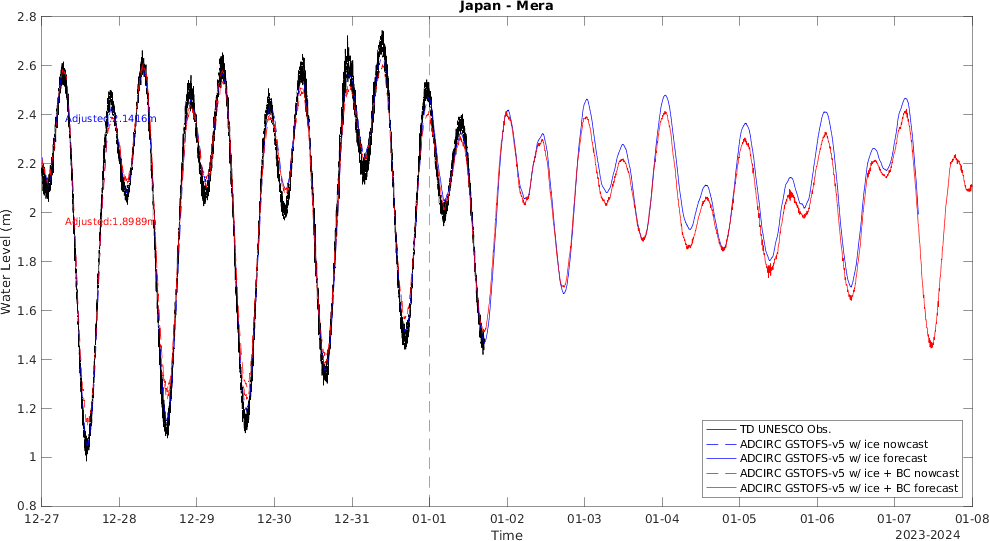 Japan - Mera
2.8
2.6
2.4
2.2
2
1.8
1.6
1.4
1.2
1
0.8
Water Level (m)
Adjusted:2.1416m
Adjusted:1.8989m
TD UNESCO Obs.
ADCIRC GSTOFS-v5 w/ ice nowcast
ADCIRC GSTOFS-v5 w/ ice forecast
ADCIRC GSTOFS-v5 w/ ice + BC nowcast
ADCIRC GSTOFS-v5 w/ ice + BC forecast
12-27 12-28 12-29 12-30 12-31 01-01 01-02 01-03 01-04 01-05 01-06 01-07 01-08
Time
2023-2024